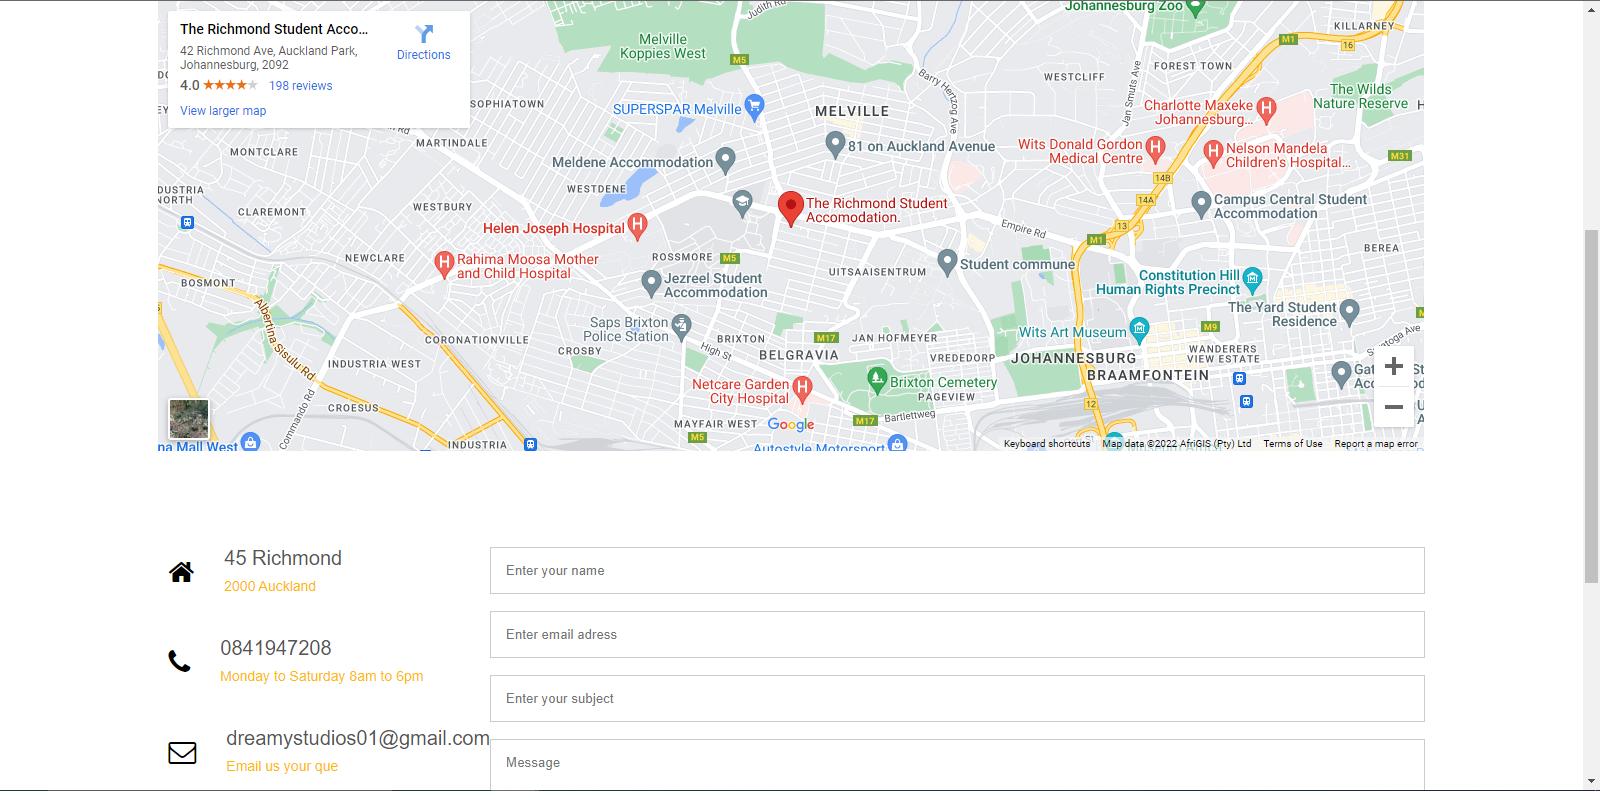 The Richmond Student Acco...
42 Richmond Ave, Auckland Park,
Johannesburg, 2092
4.0
198 reviews
View larger map
Directions
Johannesburg Zoo
Judith Rd
KILLARNEY
M1
16
Melville
Koppies West
M5
FOREST TOWN
WESTCLIFF
Barry Hertzog Ave
Jan Smuts Ave
The Wilds
Nature Reserve
SOPHIATOWN
SUPERSPAR Melville
MELVILLE
Charlotte Maxeke
Johannesburg...
MARTINDALE
MONTCLARE
81 on Auckland Avenue
Wits Donald Gordon
Medical Centre
Nelson Mandela
Children's Hospital...
M31
Meldene Accommodation
14B
WESTDENE
DUSTRIA
NORTH
CLAREMONT
WESTBURY
The Richmond Student
Accomodation.
14A
Campus Central Student
Accommodation
Helen Joseph Hospital
Empire Rd
13
M1
BEREA
NEWCLARE
Rahima Moosa Mother
and Child Hospital
ROSSMORE
M5
UITSAAISENTRUM
Student commune
BOSMONT
Jezreel Student
Accommodation
Constitution Hill
Human Rights Precinct
Albertina Sisulu Rd
The Yard Student
Residence
Saps Brixton
Police Station
BRIXTON
M17
JAN HOFMEYER
Wits Art Museum
M9
Saratoga Ave
CORONATIONVILLE
CROSBY
High St
BELGRAVIA
VREDEDORP
JOHANNESBURG
WANDERERS
VIEW ESTATE
INDUSTRIA WEST
BRAAMFONTEIN
Netcare Garden
City Hospital
Brixton Cemetery
PAGEVIEW
CROESUS
Commando Rd
Bartlettweg
12
MAYFAIR WEST
Google
M17
M5
INDUSTRIA
na Mall West
Autostyle Motorsport
Keyboard shortcuts
Map data ©2022 AfriGIS (Pty) Ltd
Terms of Use
Report a map error
45 Richmond
2000 Auckland
0841947208
Monday to Saturday 8am to 6pm
dreamystudios01@gmail.com
Email us your que
Enter your name
Enter email adress
Enter your subject
Message